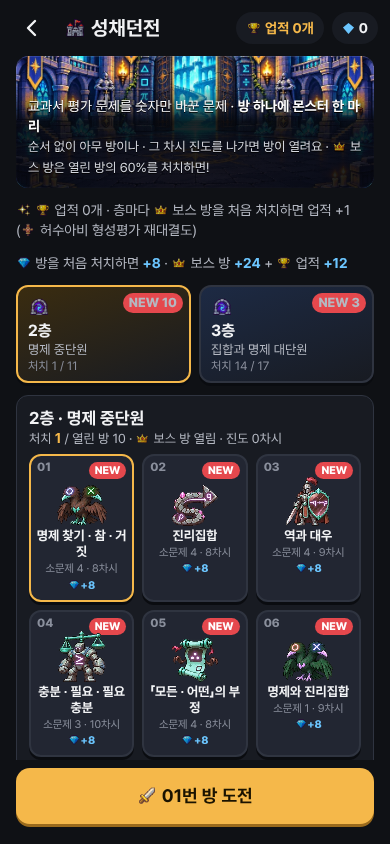 성채던전
🏆 업적 0개
💎 0
교과서 평가 문제를 숫자만 바꾼 문제 · 방 하나에 몬스터 한 마
리
순서 없이 아무 방이나 · 그 차시 진도를 나가면 방이 열려요 · 👑 보
스 방은 열린 방의 60%를 처치하면!
✨ 🏆 업적 0개 · 층마다 👑 보스 방을 처음 처치하면 업적 +1
( 허수아비 형성평가 재대결도)
💎 방을 처음 처치하면 +8 · 👑 보스 방 +24 + 🏆 업적 +12
NEW 10
2층
명제 중단원
처치 1 / 11
NEW 3
3층
집합과 명제 대단원
처치 14 / 17
2층 · 명제 중단원
처치 1 / 열린 방 10 · 👑 보스 방 열림 · 진도 0차시
01
NEW
명제 찾기 · 참 · 거
짓
소문제 4 · 8차시
💎 +8
02
NEW
진리집합
소문제 4 · 8차시
💎 +8
03
NEW
역과 대우
소문제 4 · 9차시
💎 +8
04
NEW
충분 · 필요 · 필요
충분
소문제 3 · 10차시
💎 +8
05
NEW
「모든 · 어떤」의 부
정
소문제 4 · 8차시
💎 +8
06
NEW
명제와 진리집합
소문제 1 · 9차시
💎 +8
🗡️ 01번 방 도전